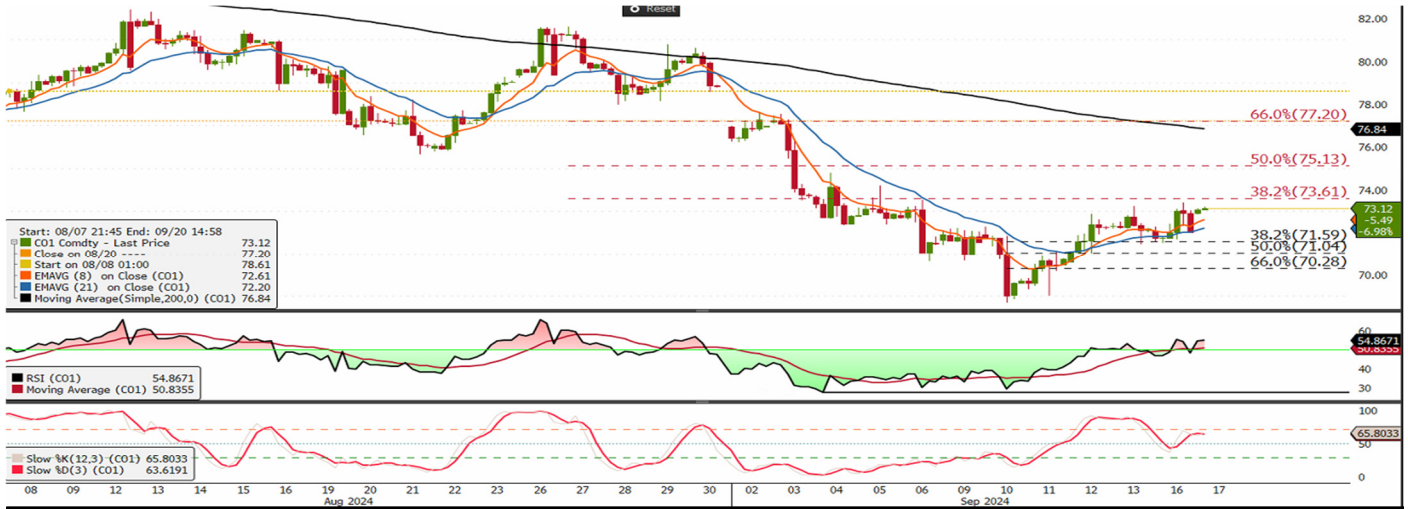 Reset
82.00
80.00
78.00
76.84
76.00
74.00
73.12
-5.49
-6.98%
70.00
66.0%(77.20)
50.0%(75.13)
38.2%(73.61)
38.2%(71.59)
50.0%(71.04)
66.0%(70.28)
Start: 08/07 21:45 End: 09/20 14:58
CO1 Comdty - Last Price 73.12
Close on 08/20 ---- 77.20
Start on 08/08 01:00 78.61
EMAVG (8) on Close (CO1) 72.61
EMAVG (21) on Close (CO1) 72.20
Moving Average(Simple,200,0) (CO1) 76.84
60
54.8671
50.8355
40
30
RSI (CO1) 54.8671
Moving Average (CO1) 50.8355
100
65.8033
50
0
Slow %K(12,3) (CO1) 65.8033
Slow %D(3) (CO1) 63.6191
08 09 12 13 14 15 16 19 20 21 22 23 26 27 28 29 30 02 03 04 05 06 09 10 11 12 13 16 17
Aug 2024 Sep 2024